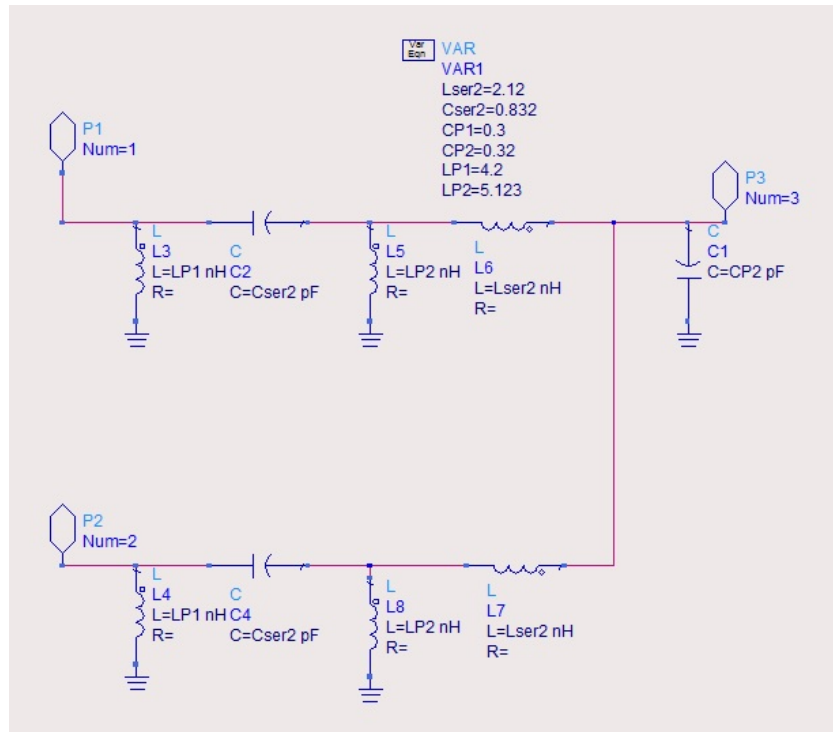 Var
Eqn
VAR
VAR1
Lser2=2.12
Cser2=0.832
CP1=0.3
CP2=0.32
LP1=4.2
LP2=5.123
P1
Num=1
P3
Num=3
L
L3
L=LP1 nH
R=
C
C2
C=Cser2 pF
L
L5
L=LP2 nH
R=
L
L6
L=Lser2 nH
R=
C
C1
C=CP2 pF
P2
Num=2
L
L4
L=LP1 nH
R=
C
C4
C=Cser2 pF
L
L8
L=LP2 nH
R=
L
L7
L=Lser2 nH
R=